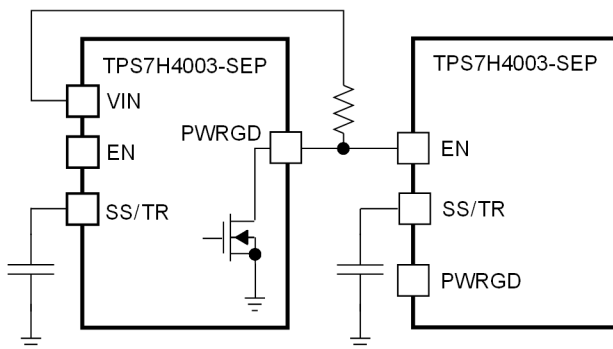 TPS7H4003-SEP
VIN
EN
SS/TR
PWRGD
TPS7H4003-SEP
EN
SS/TR
PWRGD